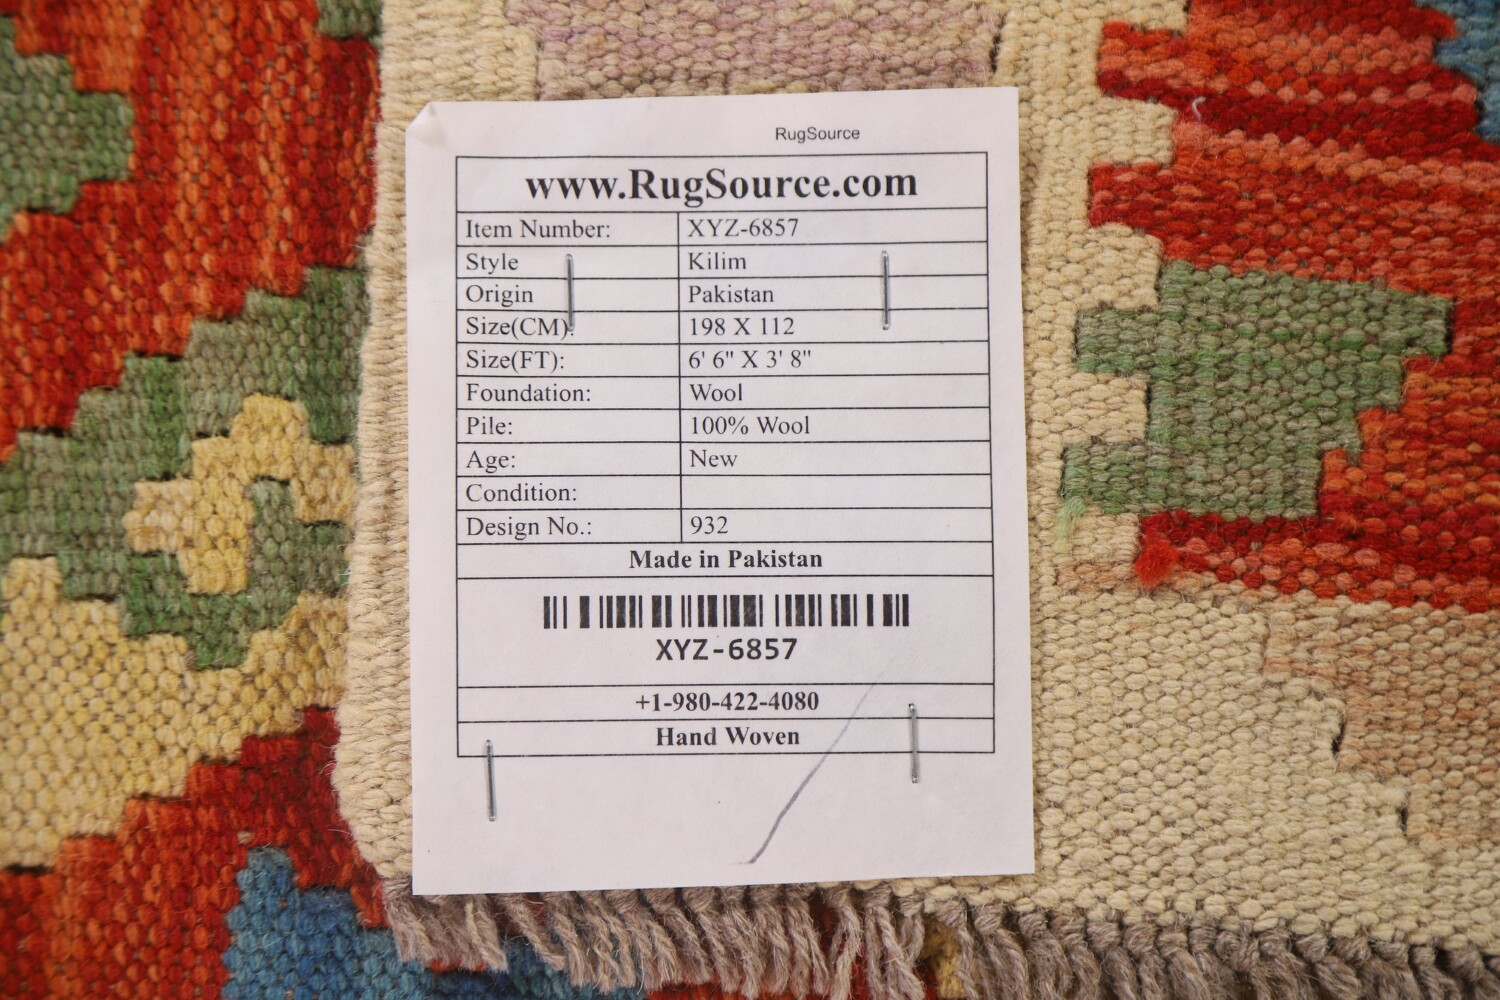 RugSource
www.RugSource.com
Item Number: XYZ-6857
Style Kilim
Origin Pakistan
Size(CM): 198 X 112
Size(FT): 6' 6" X 3' 8"
Foundation: Wool
Pile: 100% Wool
Age: New
Condition:
Design No.: 932
Made in Pakistan
XYZ-6857
+1-980-422-4080
Hand Woven